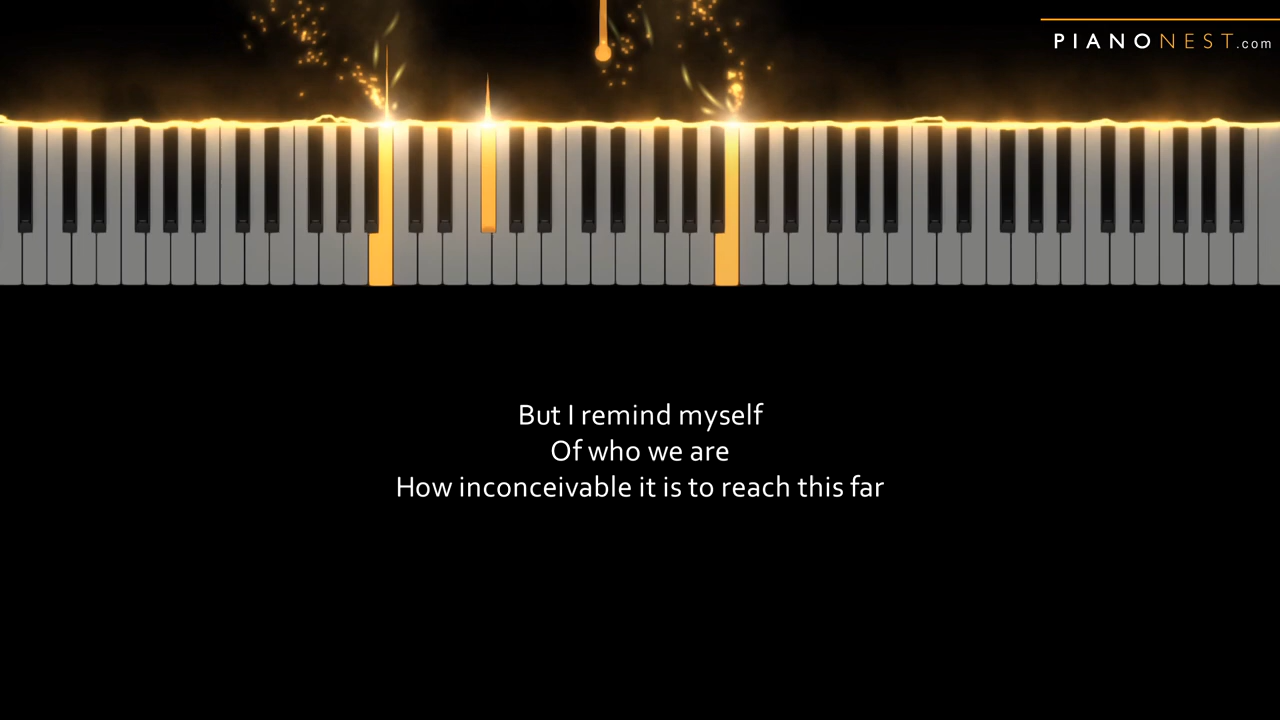 PIANONEST.com
But I remind myself
Of who we are
How inconceivable it is to reach this far